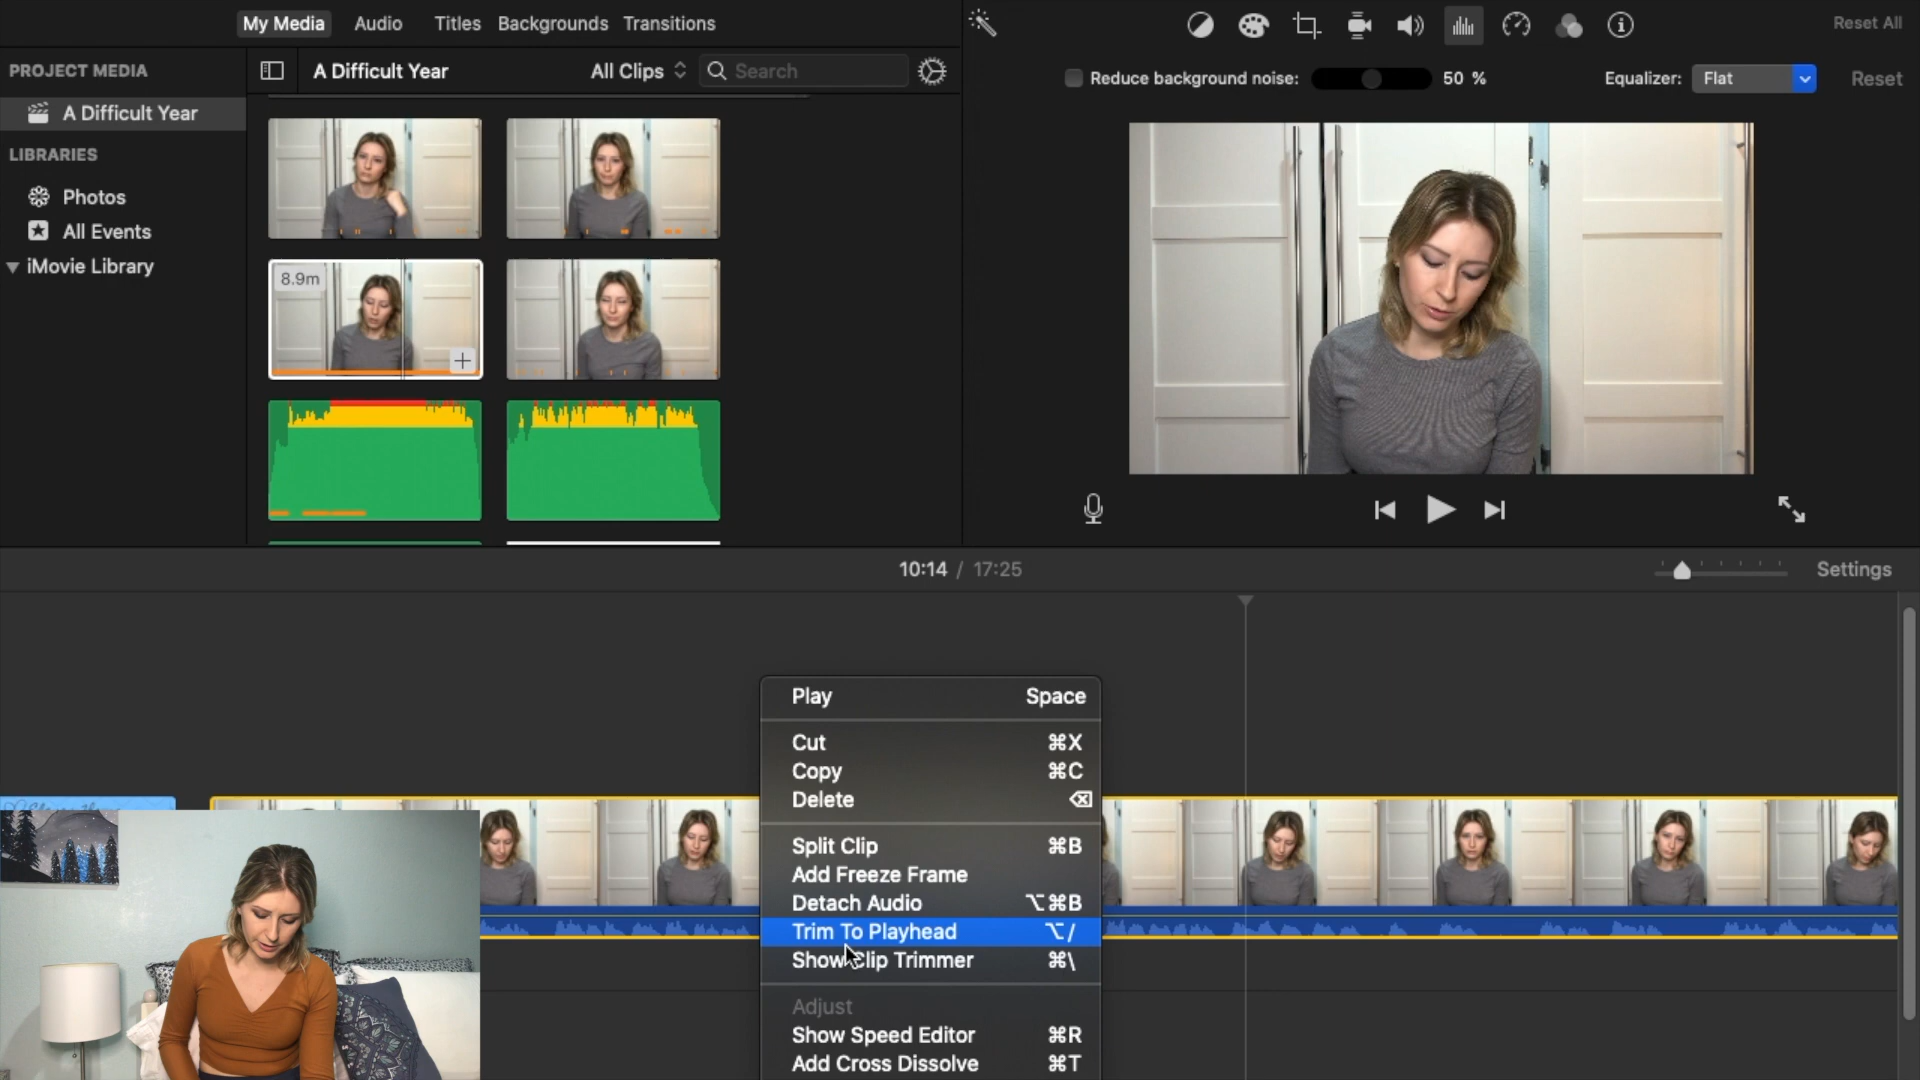 My Media Audio Titles Backgrounds Transitions
Reset All
PROJECT MEDIA
A Difficult Year
All Clips
Search
Reduce background noise: 50 %
Equalizer: Flat
Reset
A Difficult Year
LIBRARIES
Photos
All Events
iMovie Library
8.9m
10:14 / 17:25
Settings
Play Space
Cut ⌘X
Copy ⌘C
Delete ⌫
Split Clip ⌘B
Add Freeze Frame
Detach Audio ⌥⌘B
Trim To Playhead ⌥/
Show Clip Trimmer ⌘\
Adjust
Show Speed Editor ⌘R
Add Cross Dissolve ⌘T